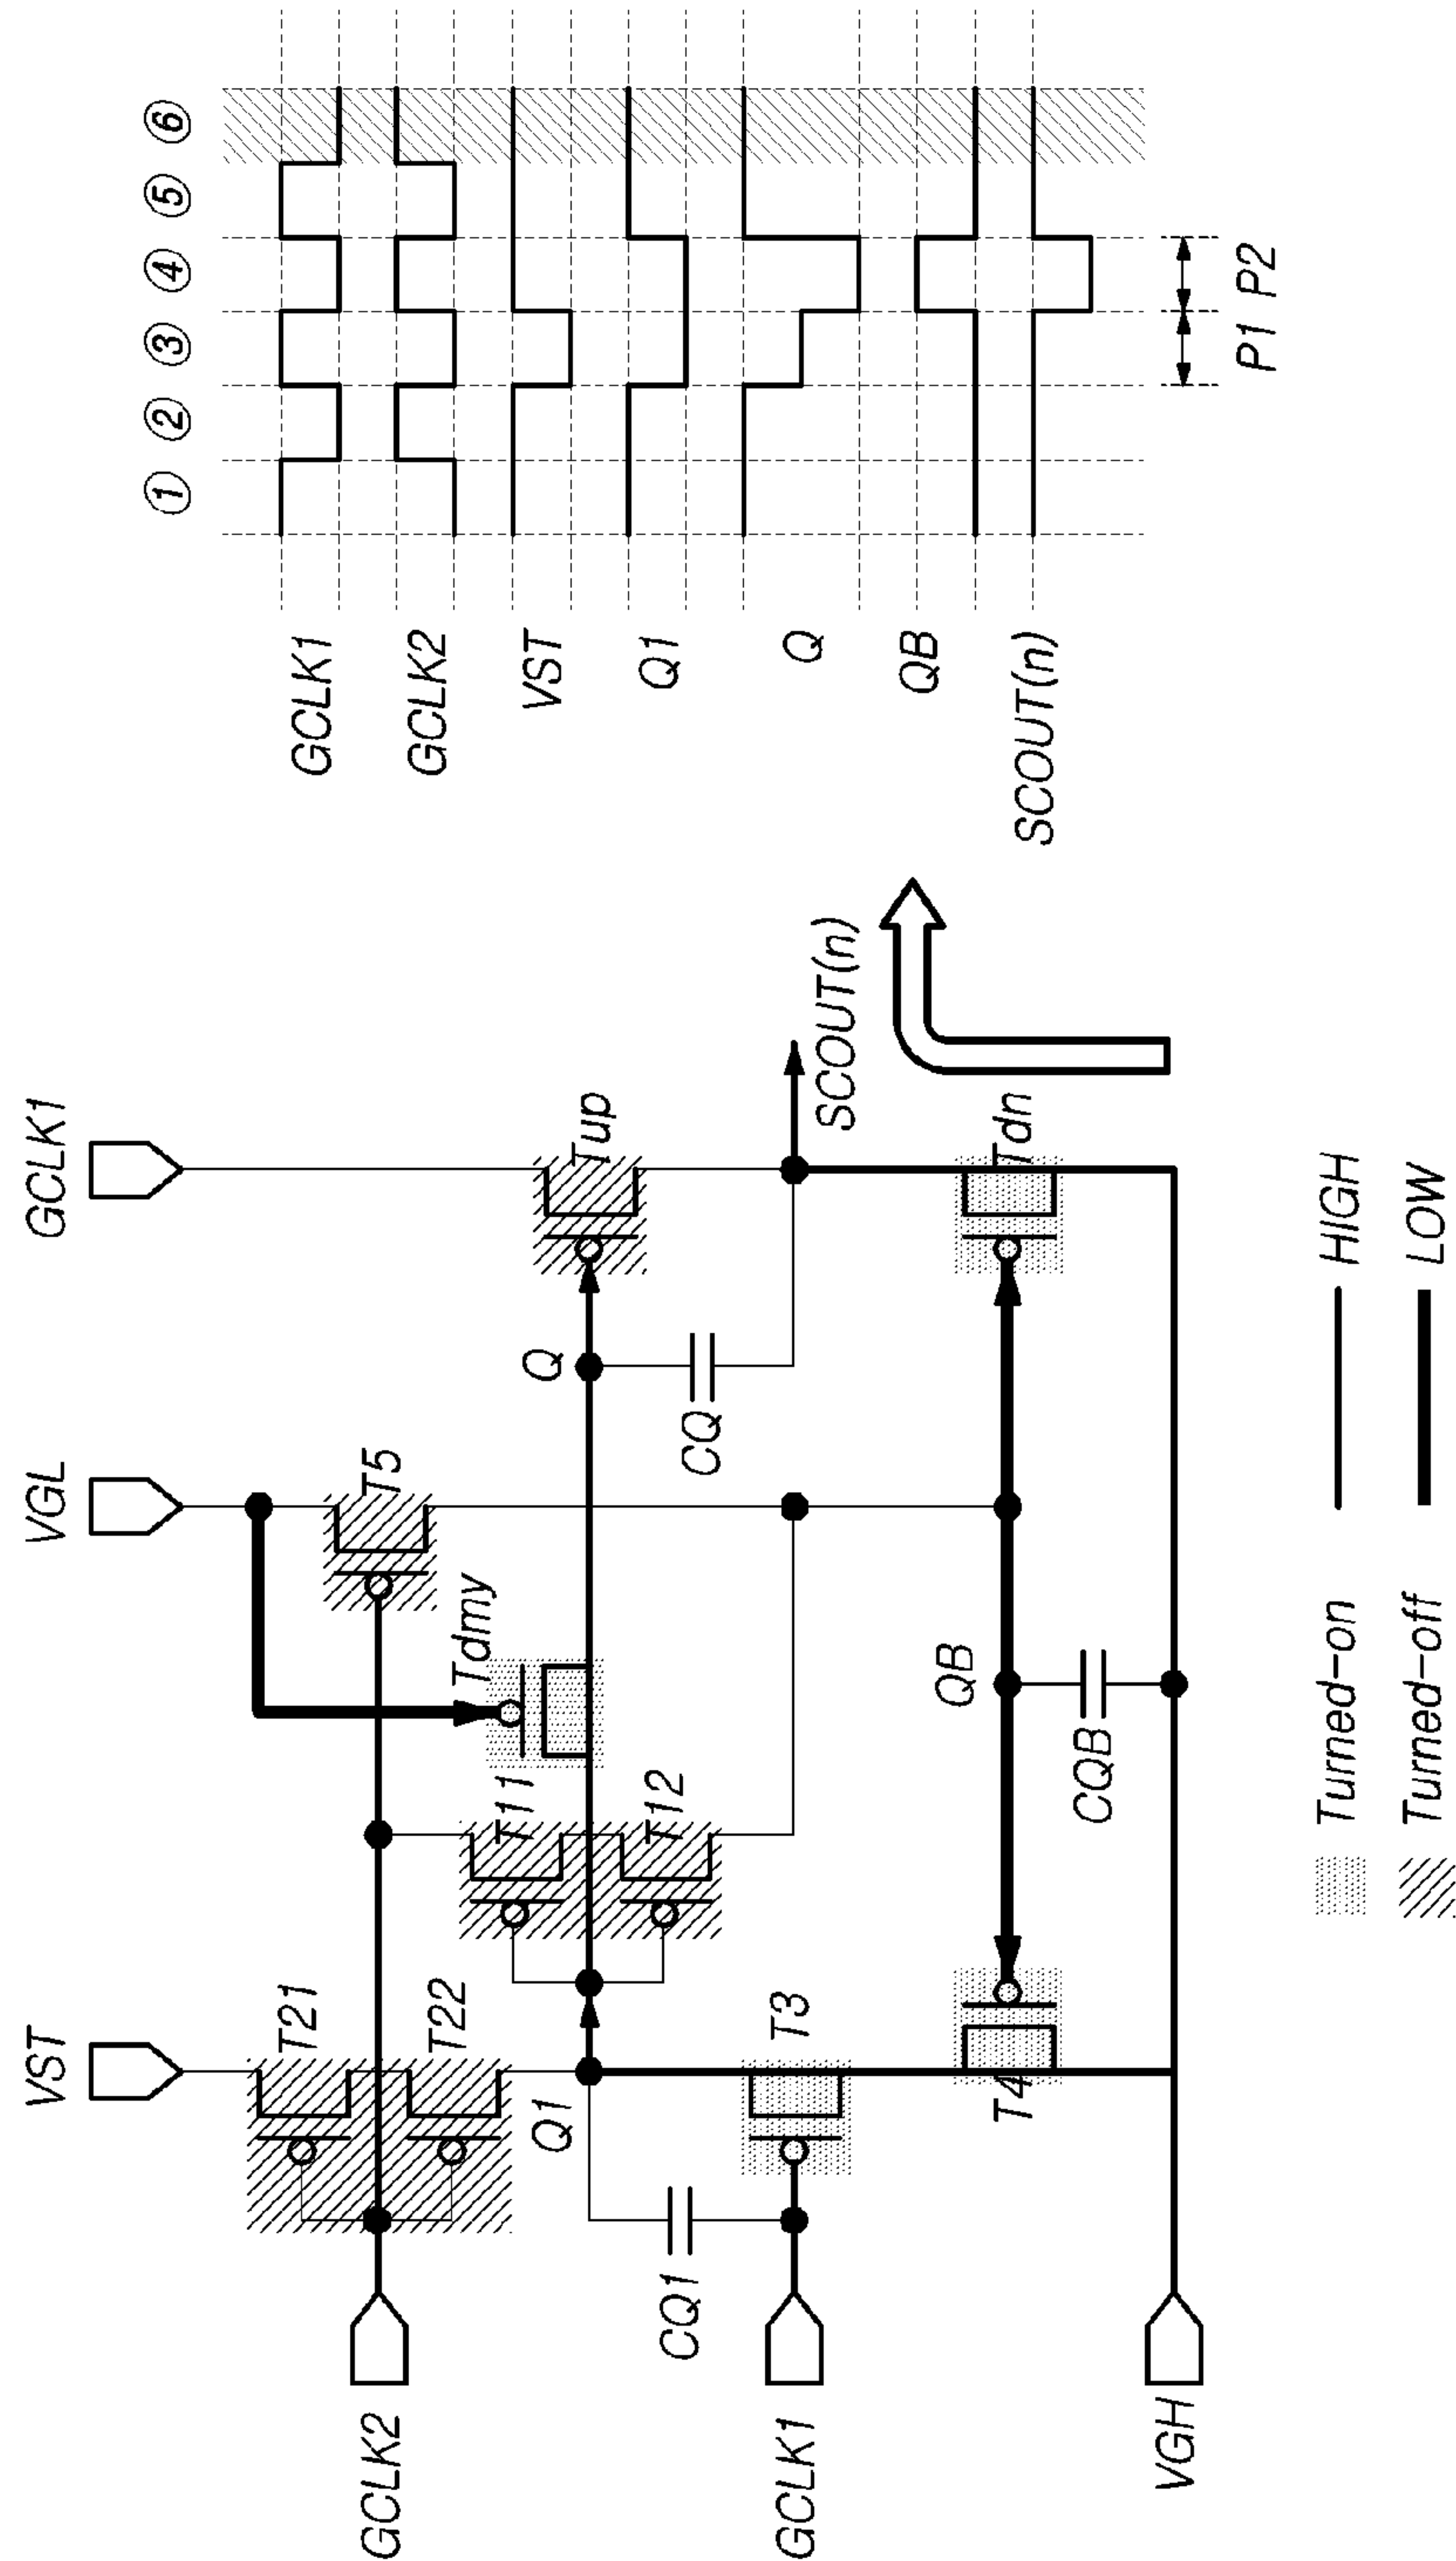 VST
VGL
GCLK1
T21
T22
T5
Tdmy
T11
T12
Tup
GCLK2
Q1
Q
CQ1
CQ
T3
SCOUT(n)
GCLK1
QB
T4
Tdn
CQB
VGH
Turned-on
HIGH
Turned-off
LOW
① ② ③ ④ ⑤ ⑥
GCLK1
GCLK2
VST
Q1
Q
QB
SCOUT(n)
P1 P2